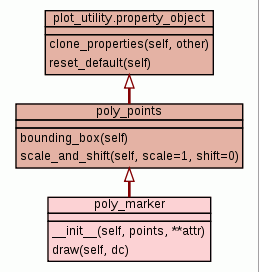 plot_utility.property_object
clone_properties(self, other)
reset_default(self)
poly_points
bounding_box(self)
scale_and_shift(self, scale=1, shift=0)
poly_marker
__init__(self, points, **attr)
draw(self, dc)